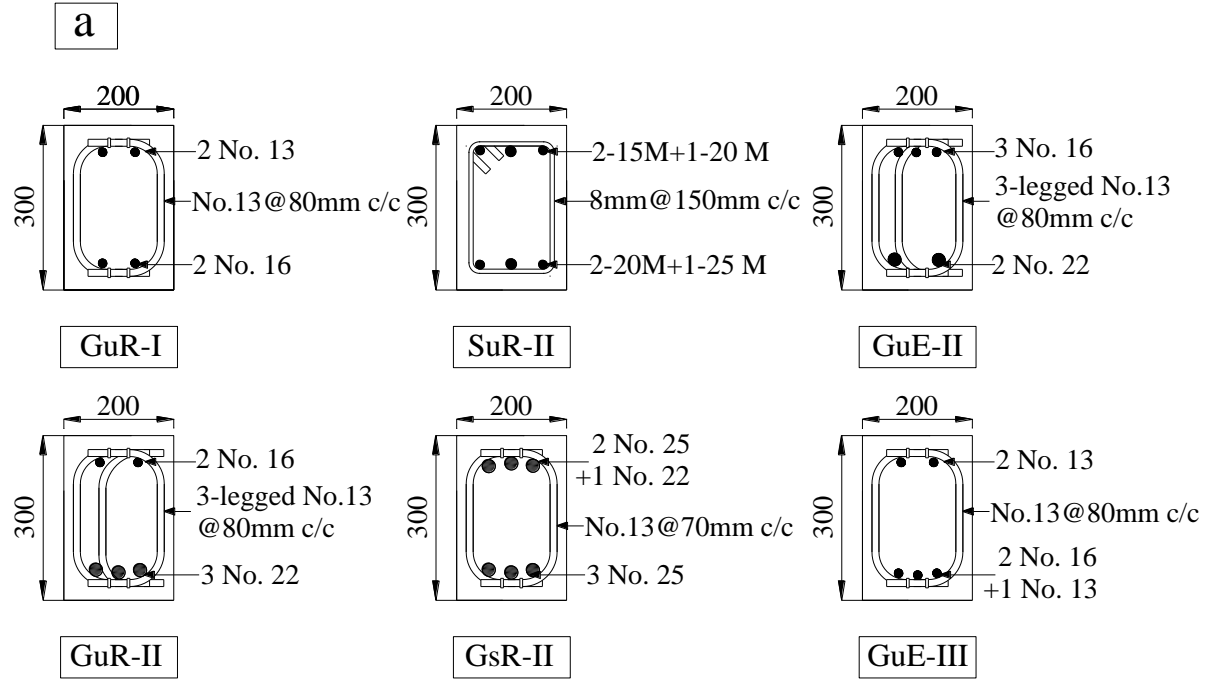 a
200
300
2 No. 13
No.13@80mm c/c
2 No. 16
GuR-I
200
300
2-15M+1-20 M
8mm@150mm c/c
2-20M+1-25 M
SuR-II
200
300
3 No. 16
3-legged No.13
@80mm c/c
2 No. 22
GuE-II
200
300
2 No. 16
3-legged No.13
@80mm c/c
3 No. 22
GuR-II
200
300
2 No. 25
+1 No. 22
No.13@70mm c/c
3 No. 25
GsR-II
200
300
2 No. 13
No.13@80mm c/c
2 No. 16
+1 No. 13
GuE-III